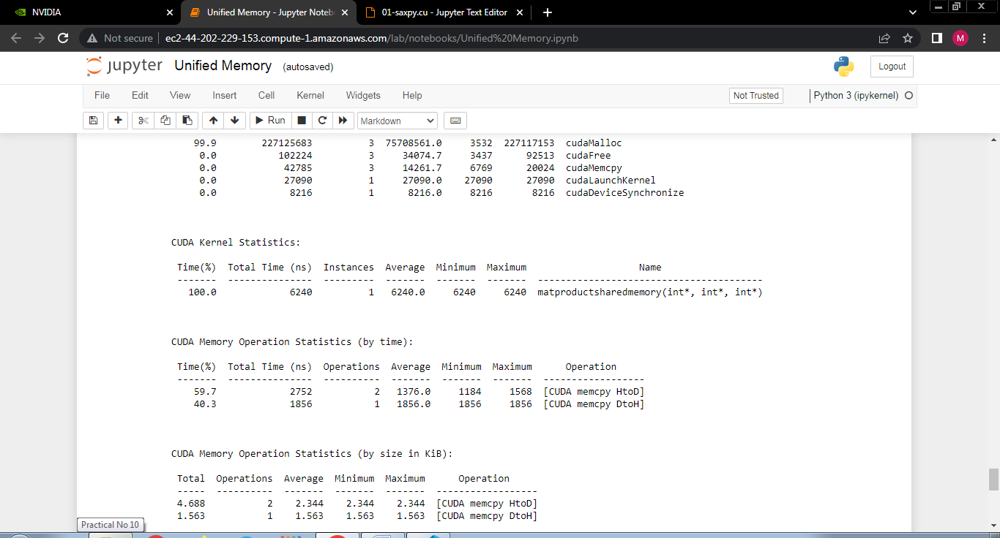 NVIDIA
Unified Memory - Jupyter Noteb
01-saxpy.cu - Jupyter Text Editor
Not secure
ec2-44-202-229-153.compute-1.amazonaws.com/lab/notebooks/Unified%20Memory.ipynb
M
jupyter Unified Memory (autosaved)
Logout
File Edit View Insert Cell Kernel Widgets Help
Not Trusted
Python 3 (ipykernel)
Run
Markdown
99.9 227125683 3 75708561.0 3532 227117153 cudaMalloc
0.0 102224 3 34074.7 3437 92513 cudaFree
0.0 42785 3 14261.7 6769 20024 cudaMemcpy
0.0 27090 1 27090.0 27090 27090 cudaLaunchKernel
0.0 8216 1 8216.0 8216 8216 cudaDeviceSynchronize
CUDA Kernel Statistics:
Time(%) Total Time (ns) Instances Average Minimum Maximum Name
------- --------------- --------- ------- ------- ------- ----------------------------------------
100.0 6240 1 6240.0 6240 6240 matproductsharedmemory(int*, int*, int*)
CUDA Memory Operation Statistics (by time):
Time(%) Total Time (ns) Operations Average Minimum Maximum Operation
------- --------------- ---------- ------- ------- ------- ------------------
59.7 2752 2 1376.0 1184 1568 [CUDA memcpy HtoD]
40.3 1856 1 1856.0 1856 1856 [CUDA memcpy DtoH]
CUDA Memory Operation Statistics (by size in KiB):
Total Operations Average Minimum Maximum Operation
----- ---------- ------- ------- ------- ------------------
4.688 2 2.344 2.344 2.344 [CUDA memcpy HtoD]
1.563 1 1.563 1.563 1.563 [CUDA memcpy DtoH]
Practical No 10